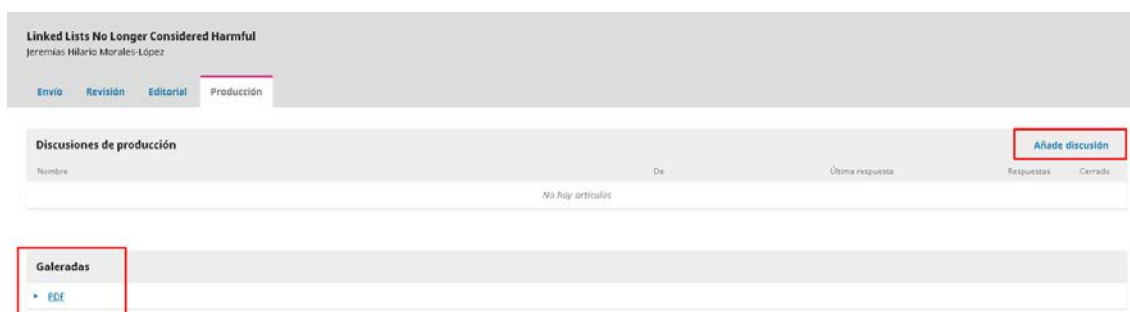 Linked Lists No Longer Considered Harmful
Jeremías Hilario Morales-López
Envío Revisión Editorial Producción
Discusiones de producción Añade discusión
Nombre De Última respuesta Respuestas Cerrado
No hay artículos
Galeradas
PDF